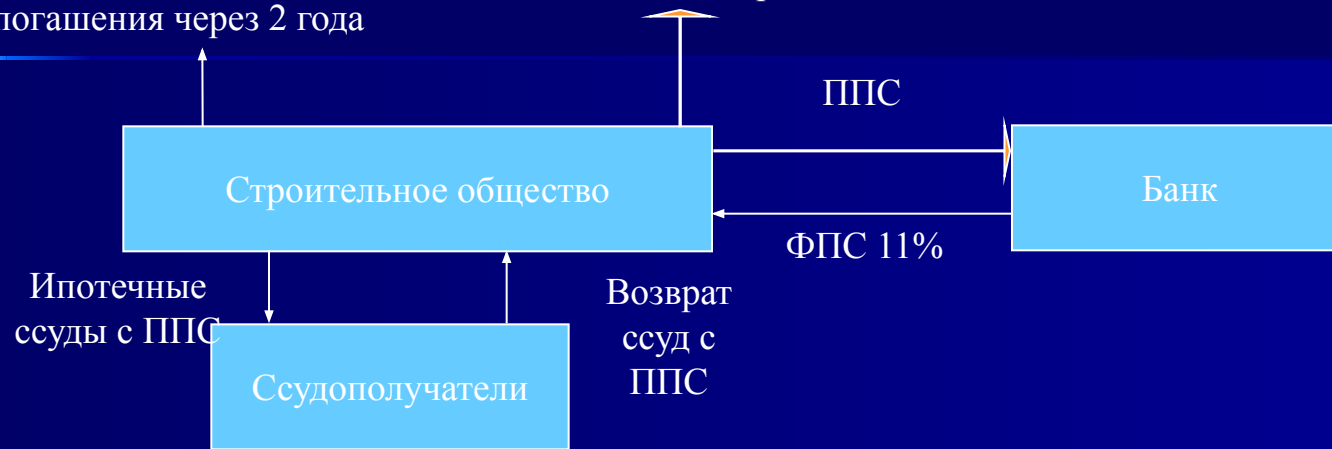 погашения через 2 года
ППС
Строительное общество
Банк
ФПС 11%
Ипотечные
ссуды с ППС
Возврат
ссуд с
ППС
Ссудополучатели